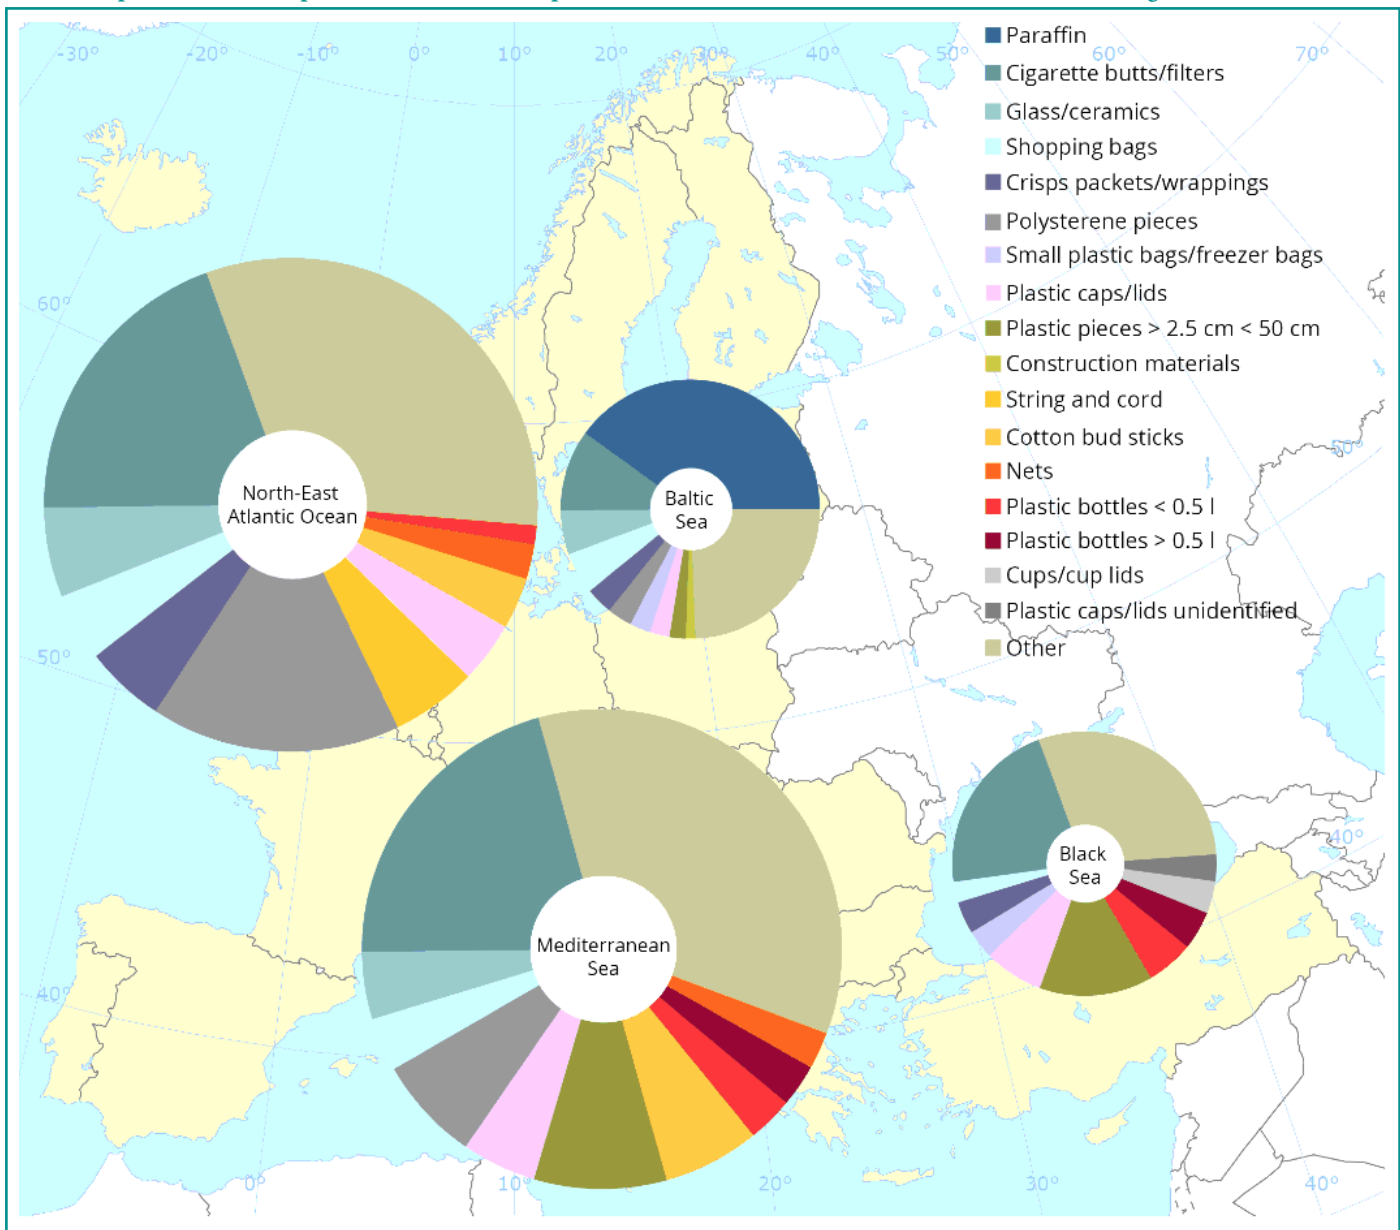 -30°
-20°
-10°
0°
10°
20°
30°
40°
50°
60°
70°
Paraffin
Cigarette butts/filters
Glass/ceramics
Shopping bags
Crisps packets/wrappings
Polysterene pieces
Small plastic bags/freezer bags
Plastic caps/lids
Plastic pieces > 2.5 cm < 50 cm
Construction materials
String and cord
Cotton bud sticks
Nets
Plastic bottles < 0.5 l
Plastic bottles > 0.5 l
Cups/cup lids
Plastic caps/lids unidentified
Other
60°
50°
50°
40°
40°
North-East
Atlantic Ocean
Baltic
Sea
Mediterranean
Sea
Black
Sea
0°
10°
20°
30°
40°